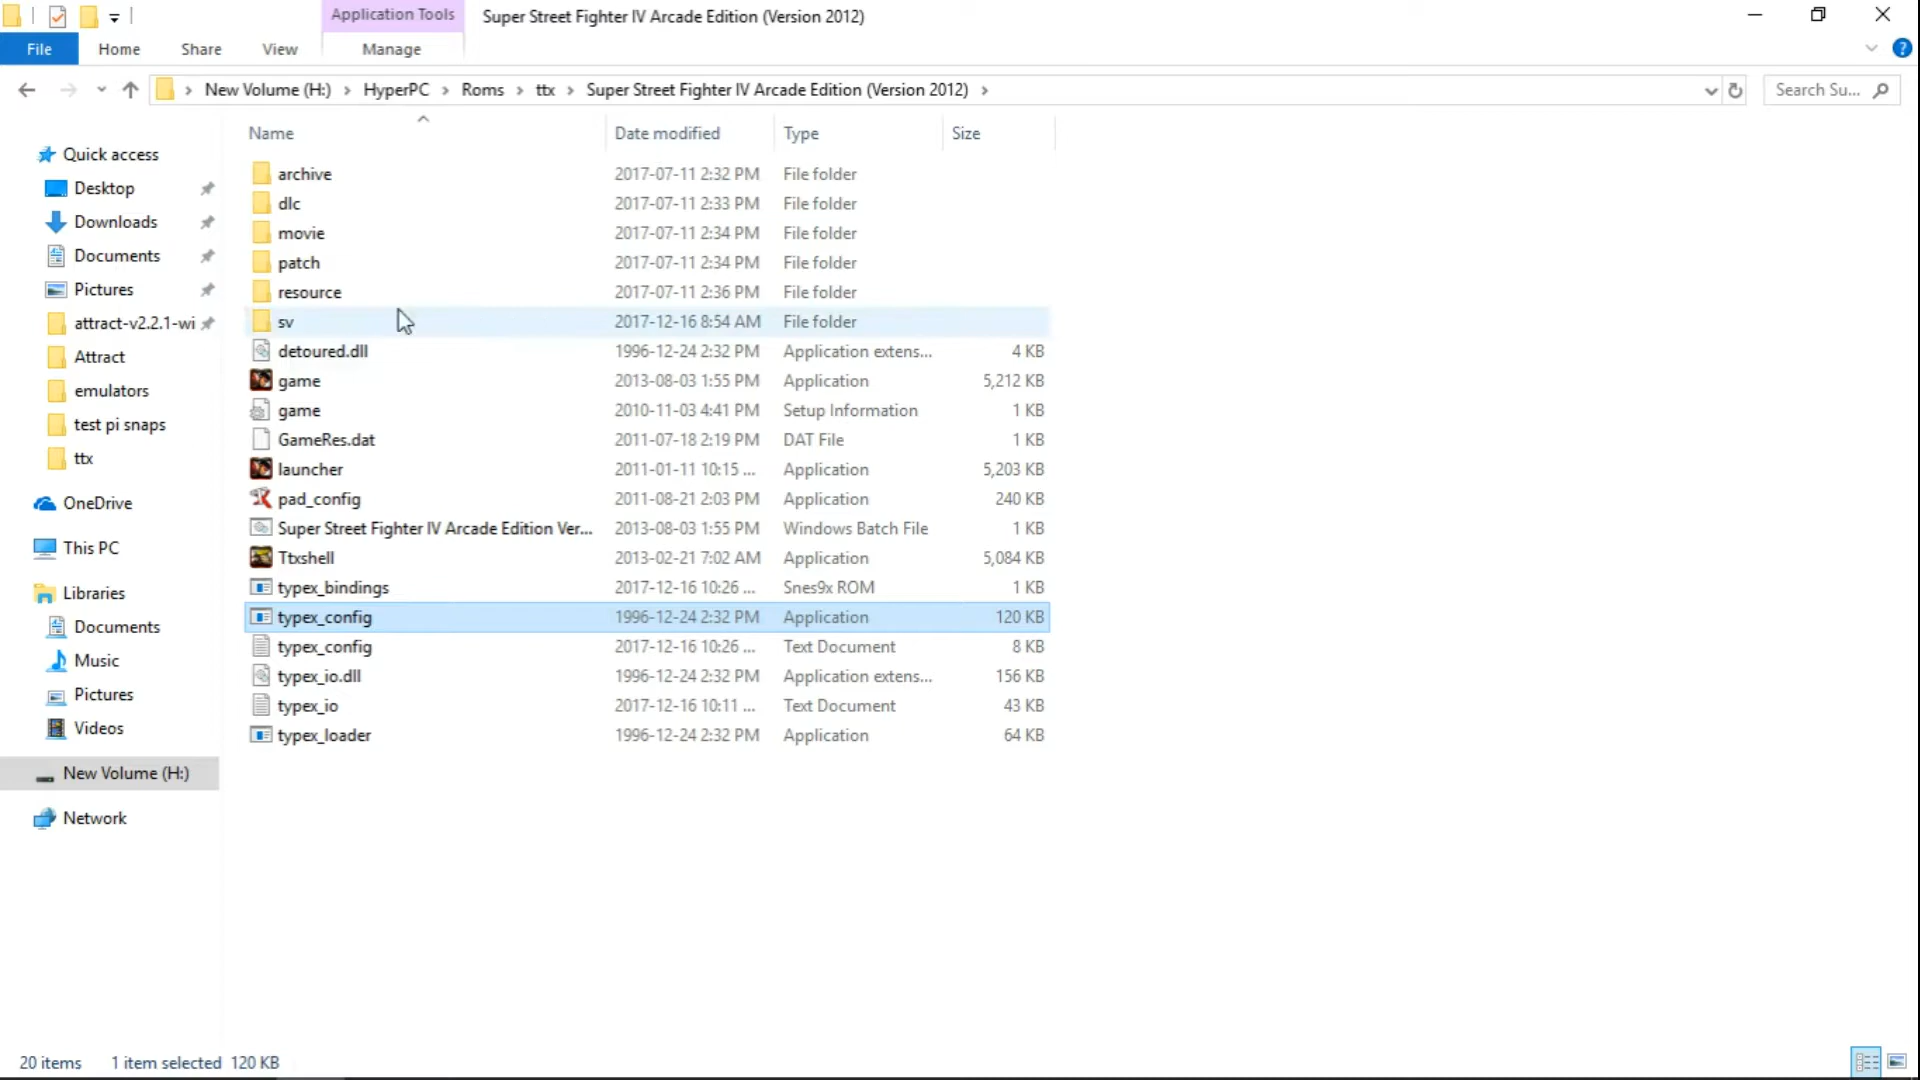 Application Tools
Super Street Fighter IV Arcade Edition (Version 2012)
File Home Share View Manage
New Volume (H:) HyperPC Roms ttx Super Street Fighter IV Arcade Edition (Version 2012)
Search Su...
Name Date modified Type Size
Quick access
Desktop
Downloads
Documents
Pictures
attract-v2.2.1-wi
Attract
emulators
test pi snaps
ttx
OneDrive
This PC
Libraries
Documents
Music
Pictures
Videos
New Volume (H:)
Network
archive 2017-07-11 2:32 PM File folder
dlc 2017-07-11 2:33 PM File folder
movie 2017-07-11 2:34 PM File folder
patch 2017-07-11 2:34 PM File folder
resource 2017-07-11 2:36 PM File folder
sv 2017-12-16 8:54 AM File folder
detoured.dll 1996-12-24 2:32 PM Application extens... 4 KB
game 2013-08-03 1:55 PM Application 5,212 KB
game 2010-11-03 4:41 PM Setup Information 1 KB
GameRes.dat 2011-07-18 2:19 PM DAT File 1 KB
launcher 2011-01-11 10:15 ... Application 5,203 KB
pad_config 2011-08-21 2:03 PM Application 240 KB
Super Street Fighter IV Arcade Edition Ver... 2013-08-03 1:55 PM Windows Batch File 1 KB
Ttxshell 2013-02-21 7:02 AM Application 5,084 KB
typex_bindings 2017-12-16 10:26 ... Snes9x ROM 1 KB
typex_config 1996-12-24 2:32 PM Application 120 KB
typex_config 2017-12-16 10:26 ... Text Document 8 KB
typex_io.dll 1996-12-24 2:32 PM Application extens... 156 KB
typex_io 2017-12-16 10:11 ... Text Document 43 KB
typex_loader 1996-12-24 2:32 PM Application 64 KB
20 items 1 item selected 120 KB